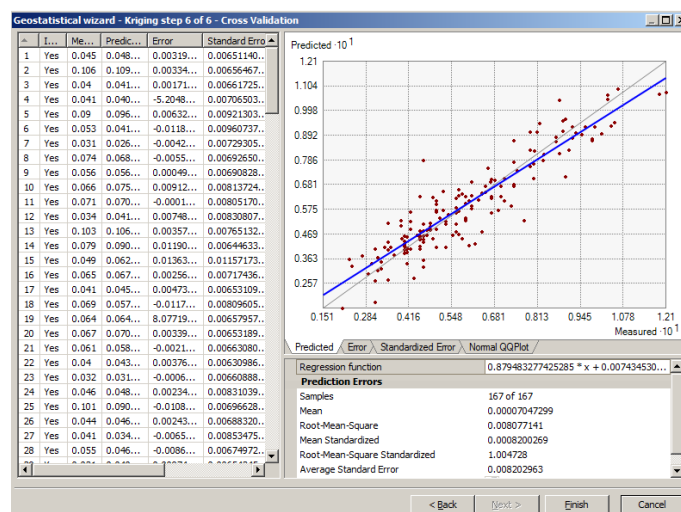 Geostatistical wizard - Kriging step 6 of 6 - Cross Validation
I... Me... Predic... Error Standard Erro
1 Yes 0.045 0.048... 0.00319... 0.00651140..
2 Yes 0.106 0.109... 0.00334... 0.00656467..
3 Yes 0.04 0.041... 0.00171... 0.00661725..
4 Yes 0.041 0.040... -5.2048... 0.00706503..
5 Yes 0.09 0.096... 0.00632... 0.00921303..
6 Yes 0.053 0.041... -0.0118... 0.00960737..
7 Yes 0.031 0.026... -0.0042... 0.00729305..
8 Yes 0.074 0.068... -0.0055... 0.00692650..
9 Yes 0.056 0.056... 0.00049... 0.00690828..
10 Yes 0.066 0.075... 0.00912... 0.00813724..
11 Yes 0.071 0.070... -0.0001... 0.00805170..
12 Yes 0.034 0.041... 0.00748... 0.00830807..
13 Yes 0.103 0.106... 0.00357... 0.00765132..
14 Yes 0.079 0.090... 0.01190... 0.00644633..
15 Yes 0.049 0.062... 0.01363... 0.01157173..
16 Yes 0.065 0.067... 0.00256... 0.00717436..
17 Yes 0.041 0.045... 0.00473... 0.00653109..
18 Yes 0.069 0.057... -0.0117... 0.00809605..
19 Yes 0.064 0.064... 8.07719... 0.00657957..
20 Yes 0.067 0.070... 0.00339... 0.00653189..
21 Yes 0.061 0.058... -0.0021... 0.00663080..
22 Yes 0.04 0.043... 0.00376... 0.00630986..
23 Yes 0.032 0.031... -0.0006... 0.00660888..
24 Yes 0.046 0.048... 0.00234... 0.00831039..
25 Yes 0.101 0.090... -0.0108... 0.00696628..
26 Yes 0.044 0.046... 0.00243... 0.00688320..
27 Yes 0.041 0.034... -0.0065... 0.00853475..
28 Yes 0.055 0.046... -0.0086... 0.00674972..
Predicted ·10 1
1.21
1.104
0.998
0.892
0.786
0.681
0.575
0.469
0.363
0.257
0.151 0.284 0.416 0.548 0.681 0.813 0.945 1.078 1.21
Measured ·10 1
Predicted Error Standardized Error Normal QQPlot
Regression function 0.879483277425285 * x + 0.007434530...
Prediction Errors
Samples 167 of 167
Mean 0.00007047299
Root-Mean-Square 0.008077141
Mean Standardized 0.0008200269
Root-Mean-Square Standardized 1.004728
Average Standard Error 0.008202963
< Back Next > Finish Cancel